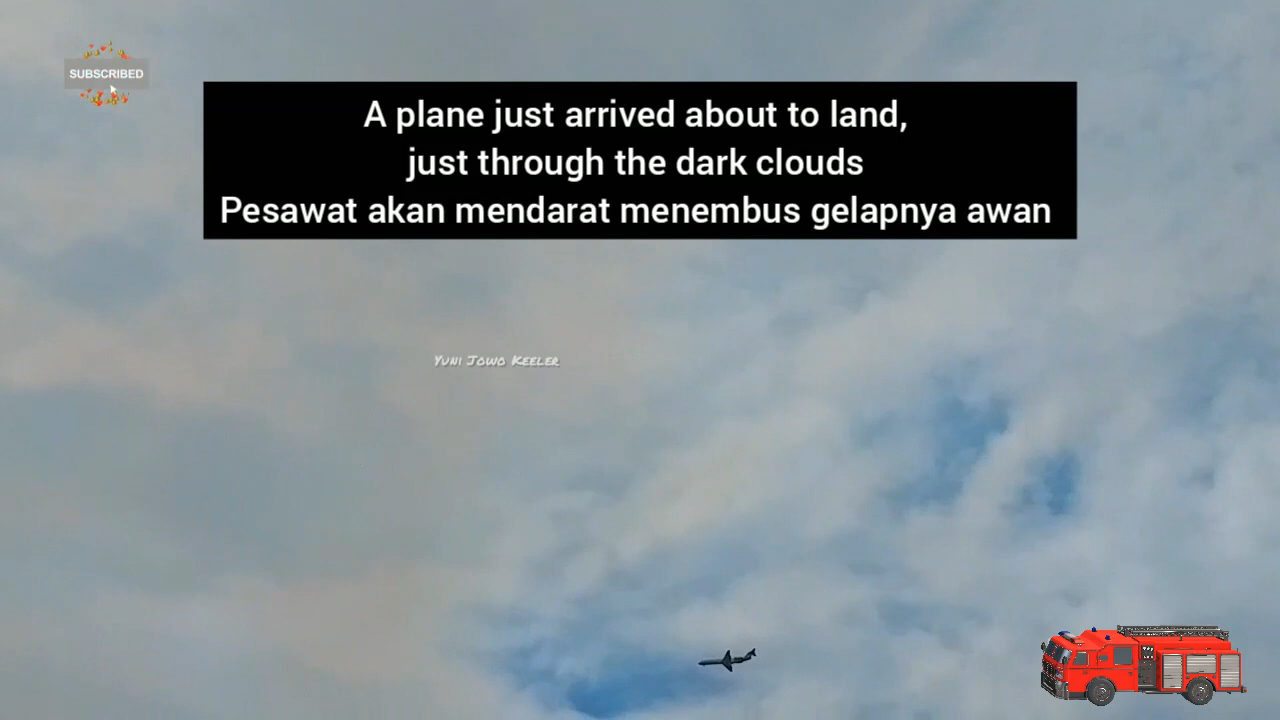 SUBSCRIBED
A plane just arrived about to land,
just through the dark clouds
Pesawat akan mendarat menembus gelapnya awan
Yuni Jowo Keeler